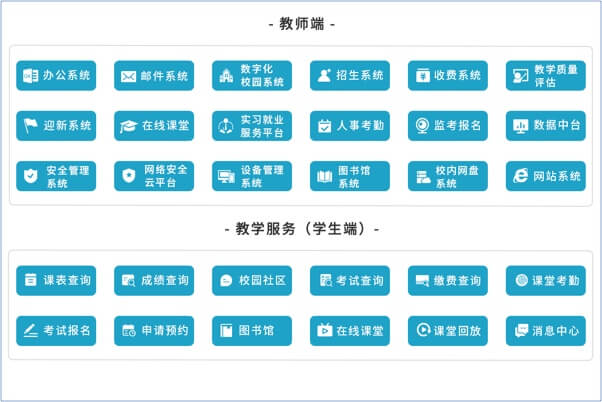 - 教师端 -
办公系统
邮件系统
数字化
校园系统
招生系统
收费系统
教学质量
评估
迎新系统
在线课堂
实习就业
服务平台
人事考勤
监考报名
数据中台
安全管理
系统
网络安全
云平台
设备管理
系统
图书馆
系统
校内网盘
系统
网站系统
- 教学服务（学生端）-
课表查询
成绩查询
校园社区
考试查询
缴费查询
课堂考勤
考试报名
申请预约
图书馆
在线课堂
课堂回放
消息中心